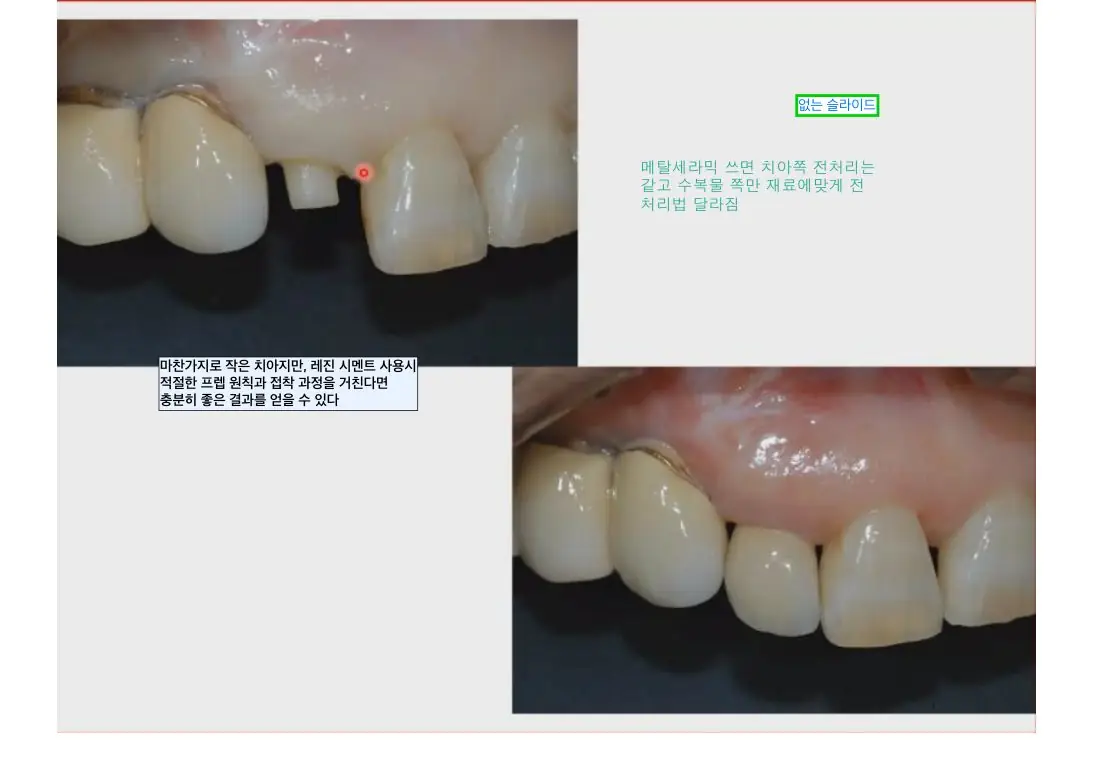 없는 슬라이드
메탈세라믹 쓰면 치아쪽 전처리는
같고 수복물 쪽만 재료에맞게 전
처리법 달라짐
마찬가지로 작은 치아지만, 레진 시멘트 사용시
적절한 프렙 원칙과 접착 과정을 거친다면
충분히 좋은 결과를 얻을 수 있다